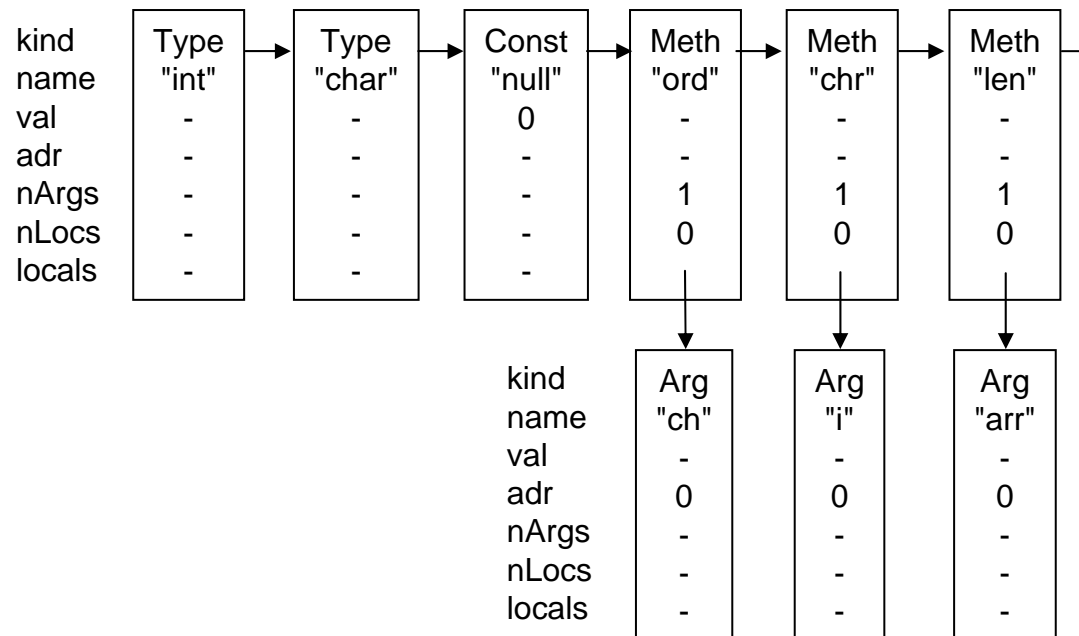 kind Type Type Const Meth Meth Meth
name "int" "char" "null" "ord" "chr" "len"
val - - 0 - - -
adr - - - - - -
nArgs - - - 1 1 1
nLocs - - - 0 0 0
locals - - -
kind Arg Arg Arg
name "ch" "i" "arr"
val - - -
adr 0 0 0
nArgs - - -
nLocs - - -
locals - - -